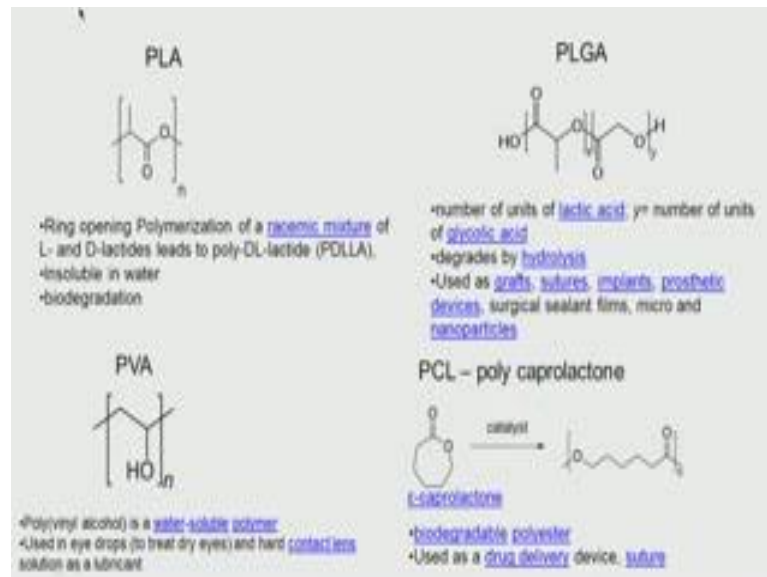 PLA
n
•Ring opening Polymerization of a racemic mixture of
L- and D-lactides leads to poly-DL-lactide (PDLLA),
•Insoluble in water
•biodegradation
PLGA
O
HO
O
O
O
H
y
•number of units of lactic acid; y= number of units
of glycolic acid
•degrades by hydrolysis
•Used as grafts, sutures, implants, prosthetic
devices, surgical sealant films, micro and
nanoparticles
PVA
HO
n
•Poly(vinyl alcohol) is a water-soluble polymer
•Used in eye drops (to treat dry eyes) and hard contact lens
solution as a lubricant
PCL – poly caprolactone
O
O
catalyst
O
O
ε-caprolactone
•biodegradable polyester
•Used as a drug delivery device, suture